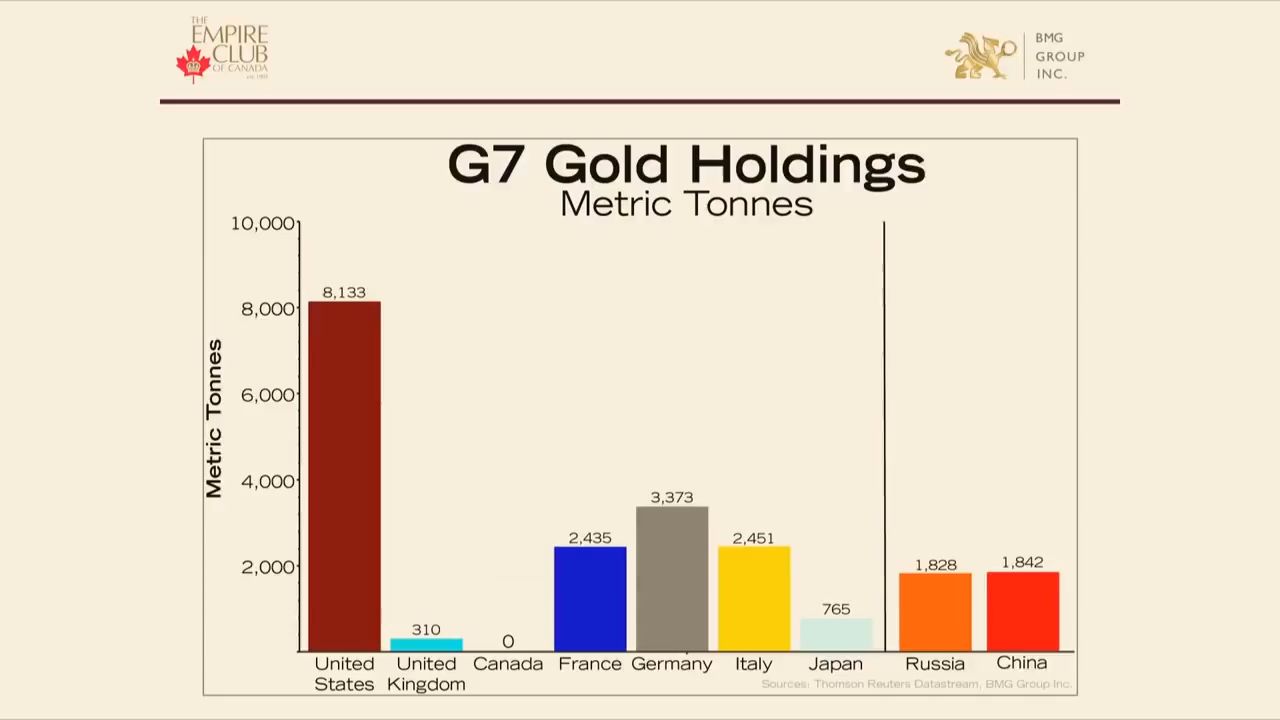 THE
EMPIRE
CLUB
OF CANADA
BMG
GROUP
INC.
G7 Gold Holdings
Metric Tonnes
Metric Tonnes
10,000
8,000
6,000
4,000
2,000
8,133
310
0
2,435
3,373
2,451
765
1,828
1,842
United States
United Kingdom
Canada
France
Germany
Italy
Japan
Russia
China
Sources: Thomson Reuters Datastream, BMG Group Inc.